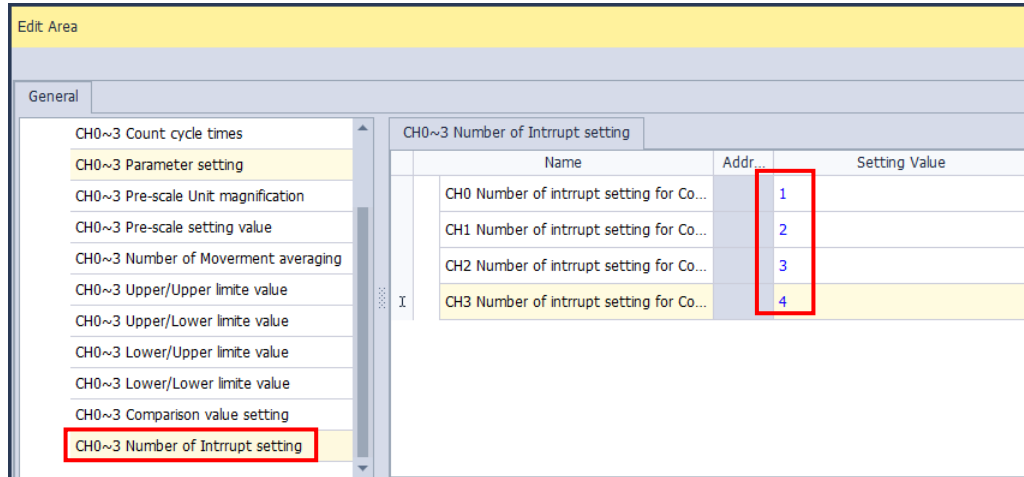 Edit Area
General
CH0~3 Count cycle times
CH0~3 Parameter setting
CH0~3 Pre-scale Unit magnification
CH0~3 Pre-scale setting value
CH0~3 Number of Moverment averaging
CH0~3 Upper/Upper limite value
CH0~3 Upper/Lower limite value
CH0~3 Lower/Upper limite value
CH0~3 Lower/Lower limite value
CH0~3 Comparison value setting
CH0~3 Number of Intrrupt setting
CH0~3 Number of Intrrupt setting
Name Addr... Setting Value
CH0 Number of intrrupt setting for Co... 1
CH1 Number of intrrupt setting for Co... 2
CH2 Number of intrrupt setting for Co... 3
CH3 Number of intrrupt setting for Co... 4